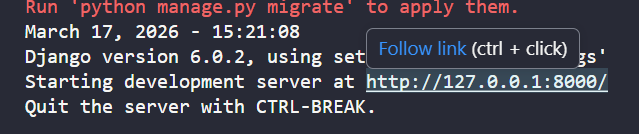 Run 'python manage.py migrate' to apply them.
March 17, 2026 - 15:21:08
Django version 6.0.2, using set
Follow link (ctrl + click)
gs'
Starting development server at http://127.0.0.1:8000/
Quit the server with CTRL-BREAK.